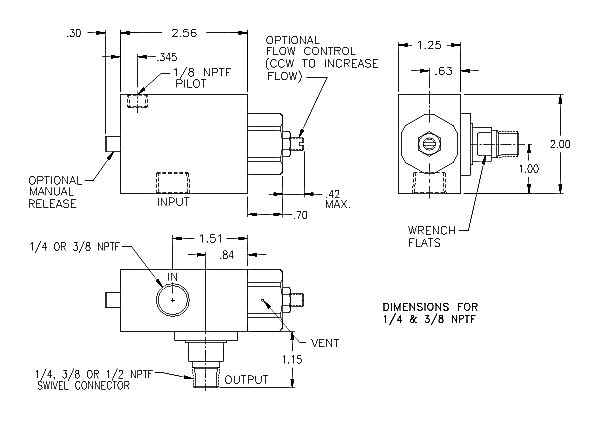 .30
2.56
OPTIONAL
FLOW CONTROL
(CCW TO INCREASE
FLOW)
.345
1/8 NPTF
PILOT
1.25
.63
2.00
1.00
OPTIONAL
MANUAL
RELEASE
INPUT
.42
MAX.
.70
WRENCH
FLATS
1.51
.84
1/4 OR 3/8 NPTF
IN
DIMENSIONS FOR
1/4 & 3/8 NPTF
VENT
1.15
1/4, 3/8 OR 1/2 NPTF
SWIVEL CONNECTOR
OUTPUT